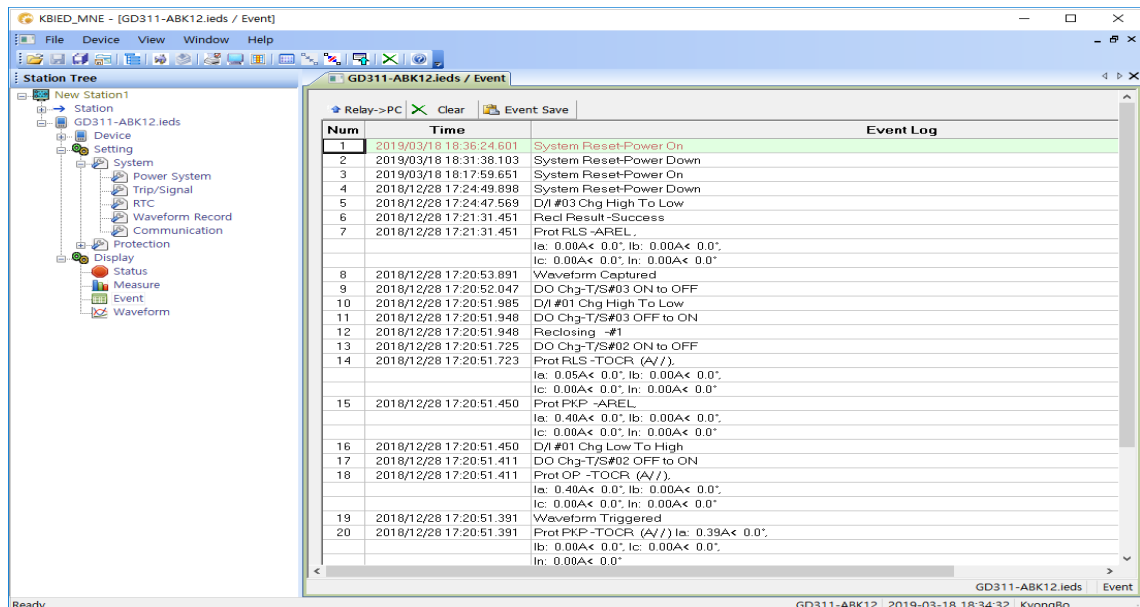 KBIED_MNE - [GD311-ABK12.ieds / Event]
File Device View Window Help
Station Tree
New Station1
Station
GD311-ABK12.ieds
Device
Setting
System
Power System
Trip/Signal
RTC
Waveform Record
Communication
Protection
Display
Status
Measure
Event
Waveform
GD311-ABK12.ieds / Event
Relay->PC Clear Event Save
Num Time Event Log
1 2019/03/18 18:36:24.601 System Reset-Power On
2 2019/03/18 18:31:38.103 System Reset-Power Down
3 2019/03/18 18:17:59.651 System Reset-Power On
4 2018/12/28 17:24:49.898 System Reset-Power Down
5 2018/12/28 17:24:47.569 D/I #03 Chg High To Low
6 2018/12/28 17:21:31.451 Recl Result-Success
7 2018/12/28 17:21:31.451 Prot RLS -AREL,
Ia: 0.00A< 0.0°, Ib: 0.00A< 0.0°,
Ic: 0.00A< 0.0°, In: 0.00A< 0.0°
8 2018/12/28 17:20:53.891 Waveform Captured
9 2018/12/28 17:20:52.047 DO Chg-T/S#03 ON to OFF
10 2018/12/28 17:20:51.985 D/I #01 Chg High To Low
11 2018/12/28 17:20:51.948 DO Chg-T/S#03 OFF to ON
12 2018/12/28 17:20:51.948 Reclosing -#1
13 2018/12/28 17:20:51.725 DO Chg-T/S#02 ON to OFF
14 2018/12/28 17:20:51.723 Prot RLS -TOCR (A//),
Ia: 0.05A< 0.0°, Ib: 0.00A< 0.0°,
Ic: 0.00A< 0.0°, In: 0.00A< 0.0°
15 2018/12/28 17:20:51.450 Prot PKP -AREL,
Ia: 0.40A< 0.0°, Ib: 0.00A< 0.0°,
Ic: 0.00A< 0.0°, In: 0.00A< 0.0°
16 2018/12/28 17:20:51.450 D/I #01 Chg Low To High
17 2018/12/28 17:20:51.411 DO Chg-T/S#02 OFF to ON
18 2018/12/28 17:20:51.411 Prot OP -TOCR (A//),
Ia: 0.40A< 0.0°, Ib: 0.00A< 0.0°,
Ic: 0.00A< 0.0°, In: 0.00A< 0.0°
19 2018/12/28 17:20:51.391 Waveform Triggered
20 2018/12/28 17:20:51.391 Prot PKP -TOCR (A//) Ia: 0.39A< 0.0°,
Ib: 0.00A< 0.0°, Ic: 0.00A< 0.0°,
In: 0.00A< 0.0°
GD311-ABK12.ieds Event
Ready GD311-ABK12 2019-03-18 18:34:32 KyongBo